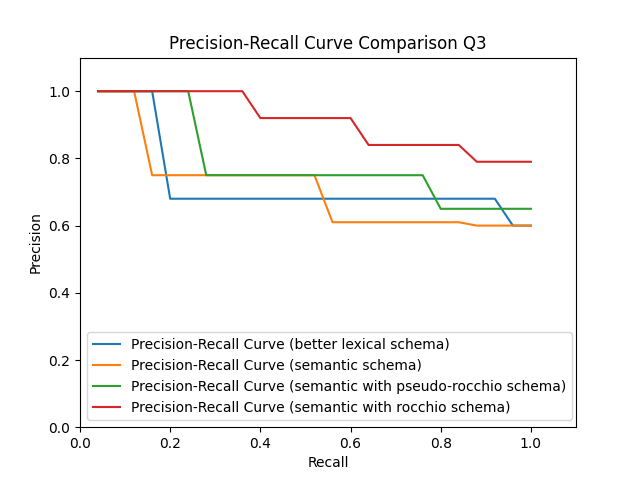 Precision-Recall Curve Comparison Q3
Precision
1.0
0.8
0.6
0.4
0.2
0.0
Precision-Recall Curve (better lexical schema)
Precision-Recall Curve (semantic schema)
Precision-Recall Curve (semantic with pseudo-rocchio schema)
Precision-Recall Curve (semantic with rocchio schema)
0.0 0.2 0.4 0.6 0.8 1.0
Recall